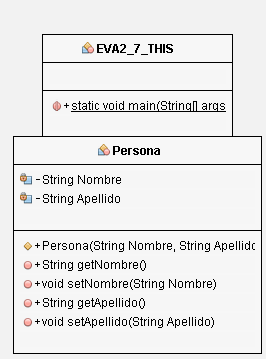 EVA2_7_THIS
+ static void main(String[] args
Persona
- String Nombre
- String Apellido
+ Persona(String Nombre, String Apellido
+ String getNombre()
+ void setNombre(String Nombre)
+ String getApellido()
+ void setApellido(String Apellido)